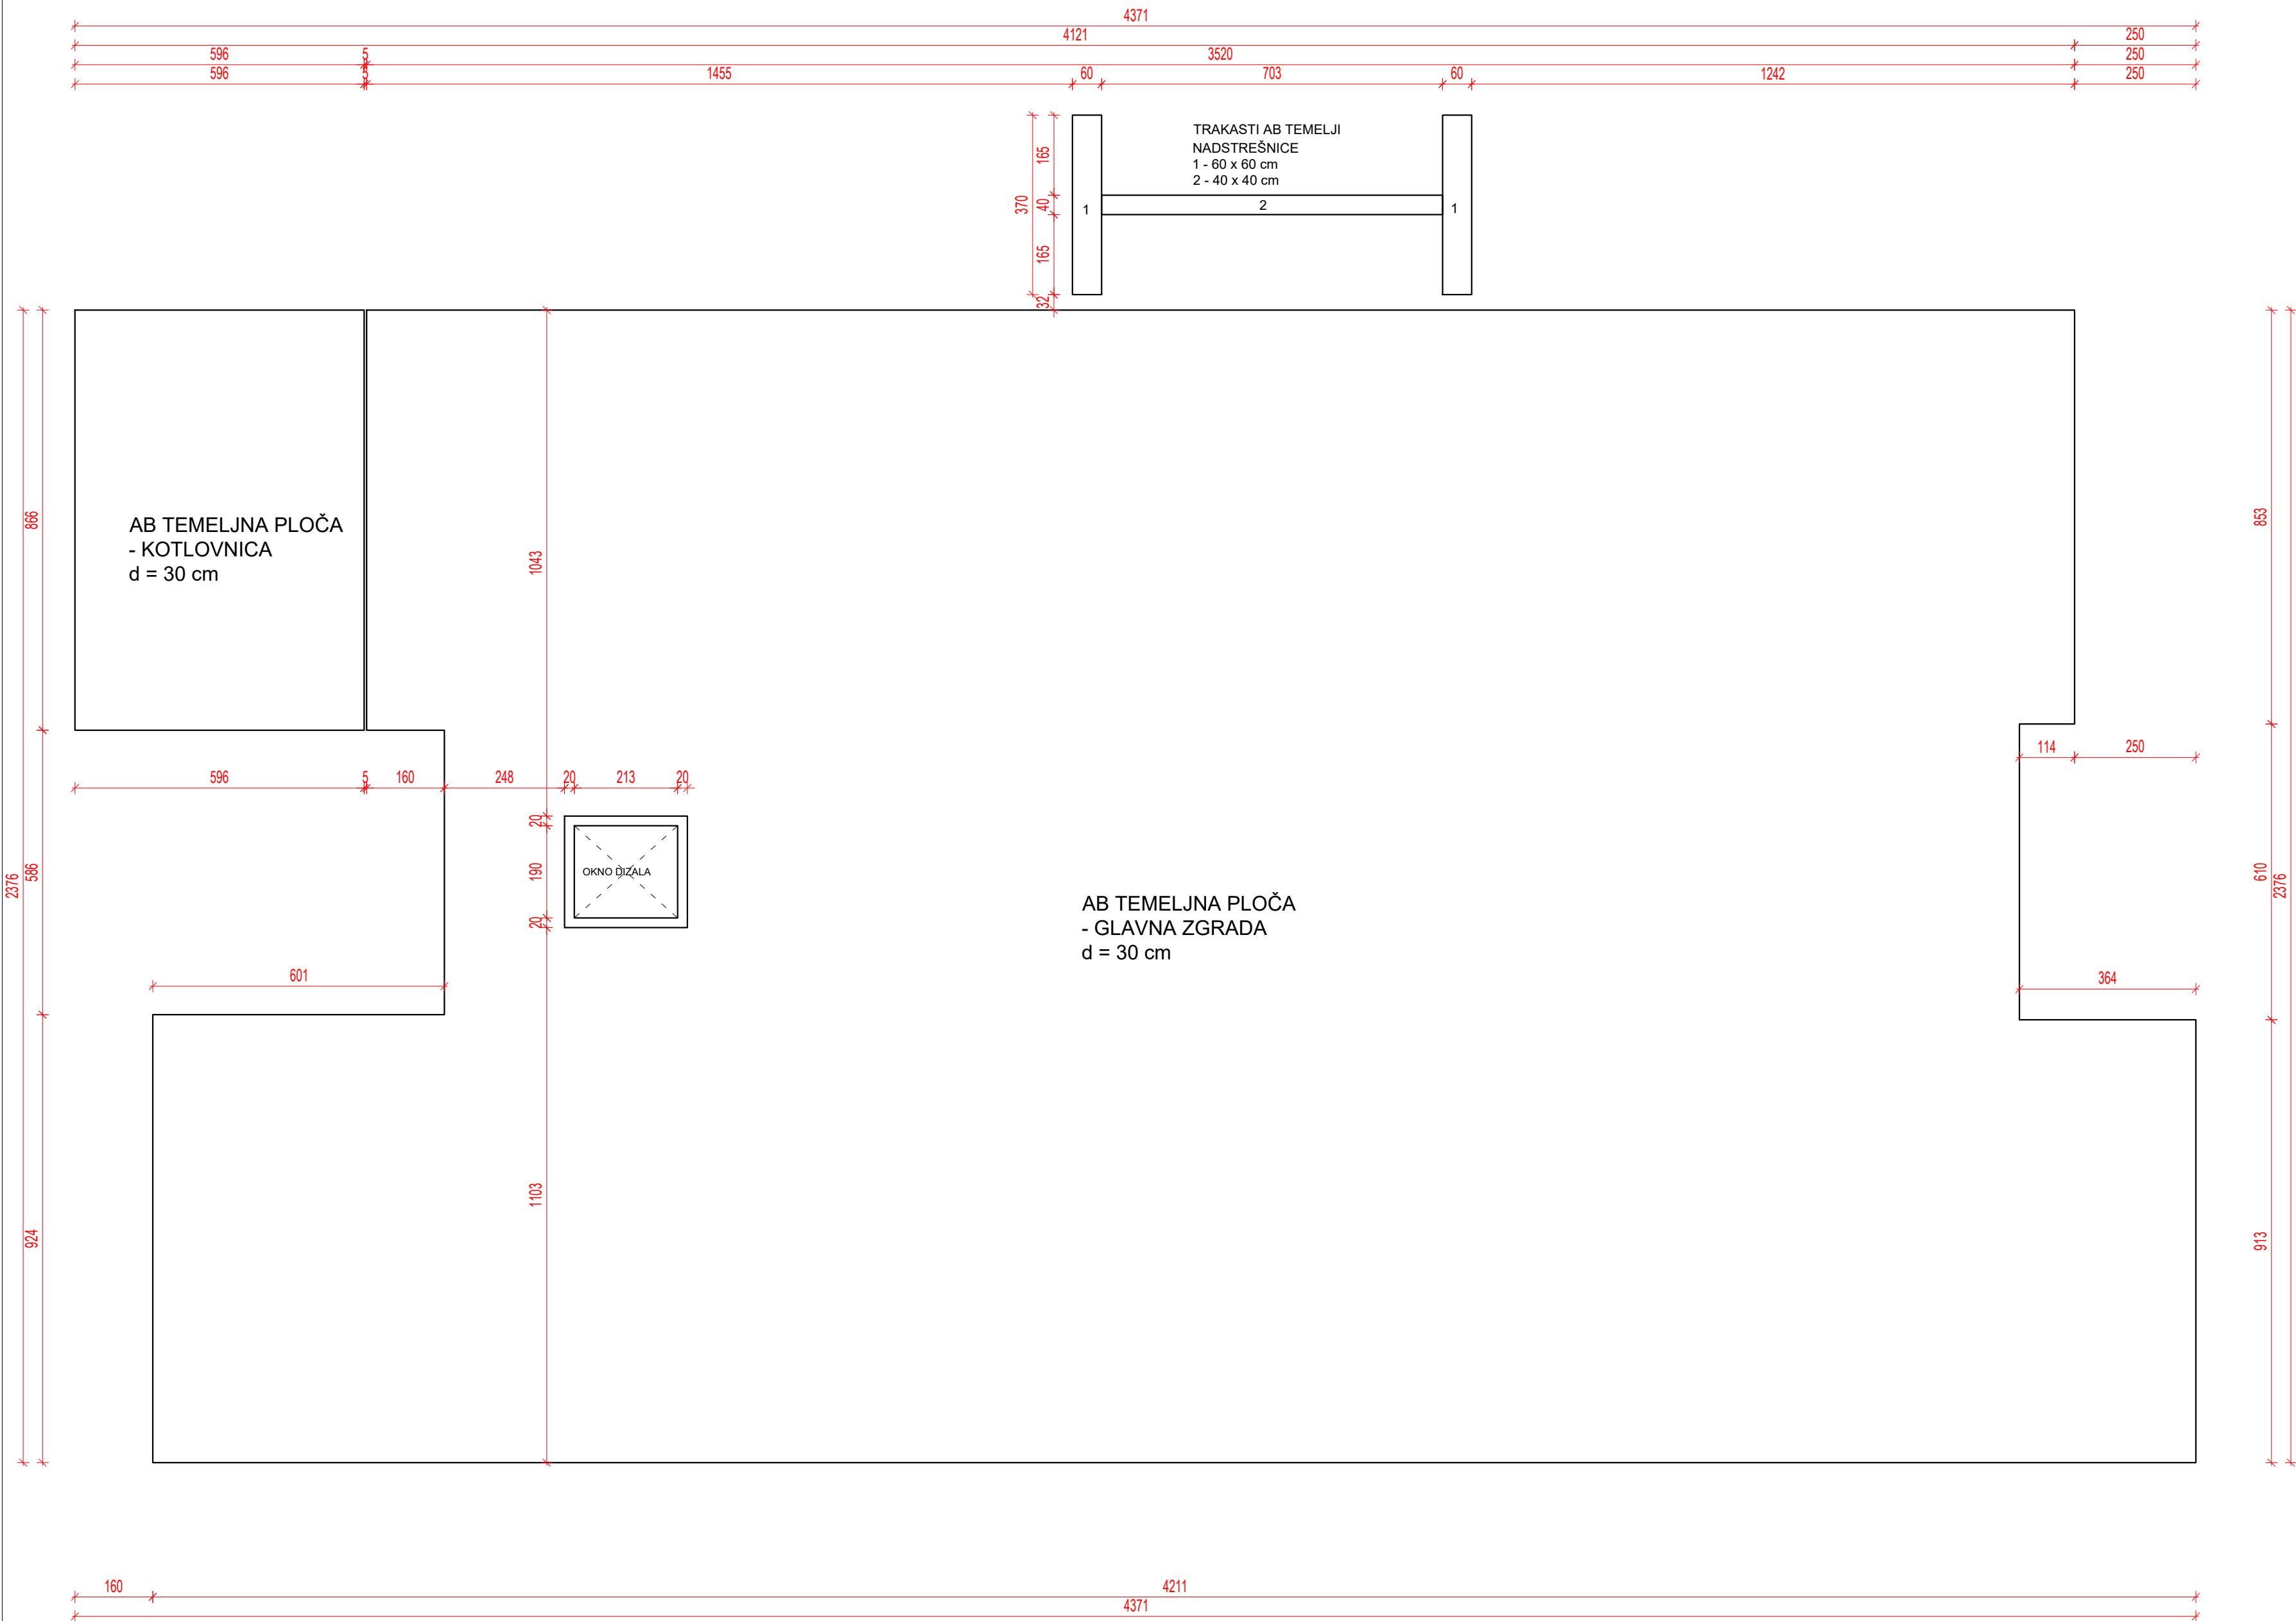 4371
4121 250
596 5 3520 250
596 5 1455 60 703 60 1242 250
TRAKASTI AB TEMELJI
NADSTREŠNICE
1 - 60 x 60 cm
2 - 40 x 40 cm
370
165
40
165
32
1
2
1
AB TEMELJNA PLOČA
- KOTLOVNICA
d = 30 cm
2376
866
586
924
1043
20
190
20
1103
596 5 160 248 20 213 20
OKNO DIZALA
601
AB TEMELJNA PLOČA
- GLAVNA ZGRADA
d = 30 cm
114 250
364
853
610
913
2376
160 4211
4371